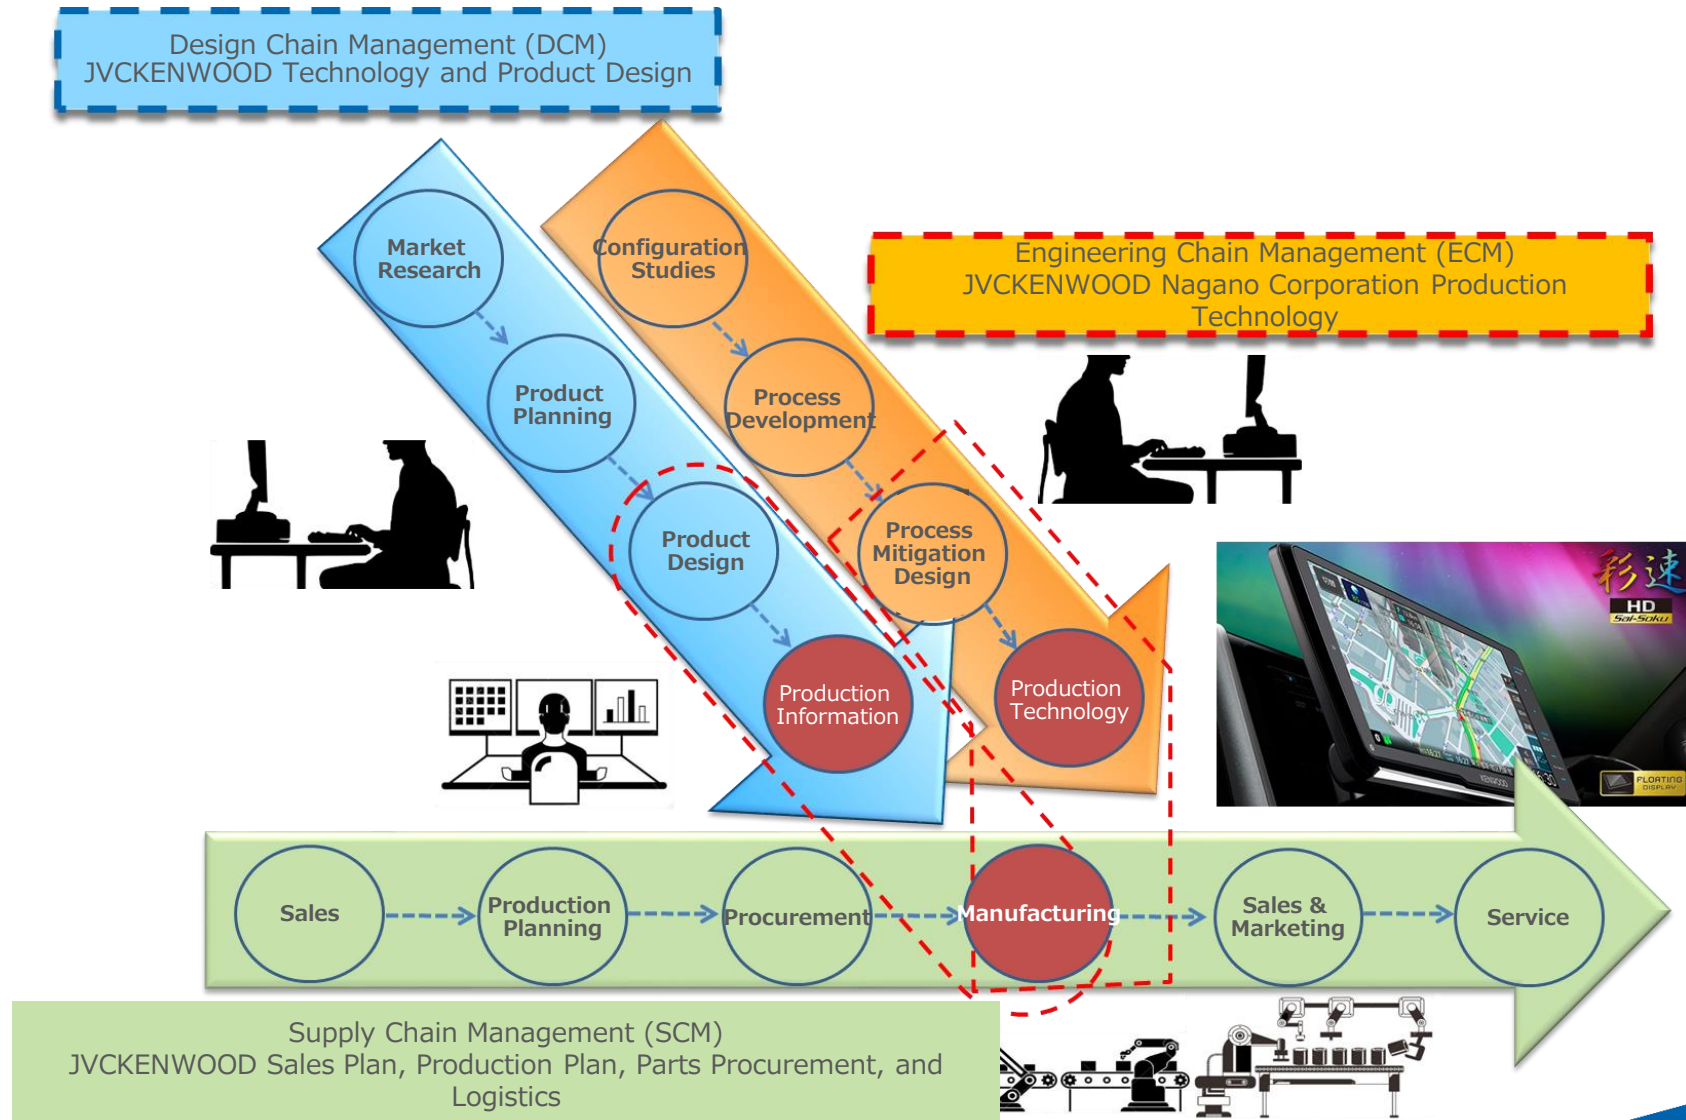 Design Chain Management (DCM)
JVCKENWOOD Technology and Product Design
Market
Research
Configuration
Studies
Engineering Chain Management (ECM)
JVCKENWOOD Nagano Corporation Production
Technology
Product
Planning
Process
Development
Product
Design
Process
Mitigation
Design
彩速
HD
Sai-Soku
Production
Information
Production
Technology
KENWOOD
FLOATING
DISPLAY
Sales
Production
Planning
Procurement
Manufacturing
Sales &
Marketing
Service
Supply Chain Management (SCM)
JVCKENWOOD Sales Plan, Production Plan, Parts Procurement, and
Logistics